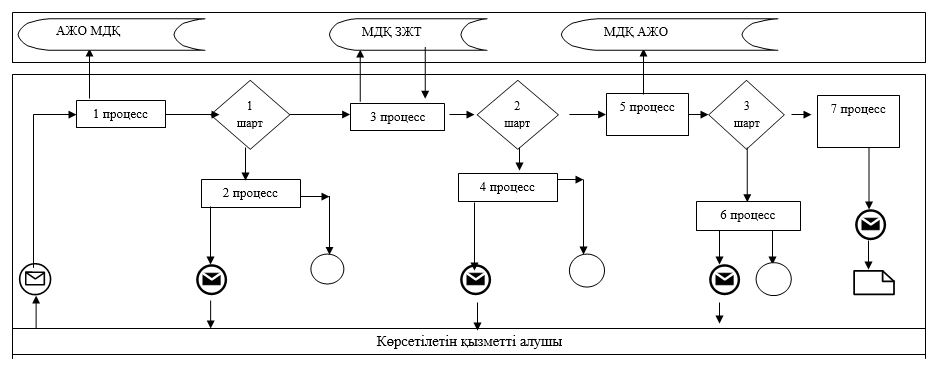 АЖО МДҚ
МДҚ ЗЖТ
МДҚ АЖО
1 процесс
1
шарт
3 процесс
2
шарт
5 процесс
3
шарт
7 процесс
2 процесс
4 процесс
6 процесс
Көрсетілетін қызметті алушы